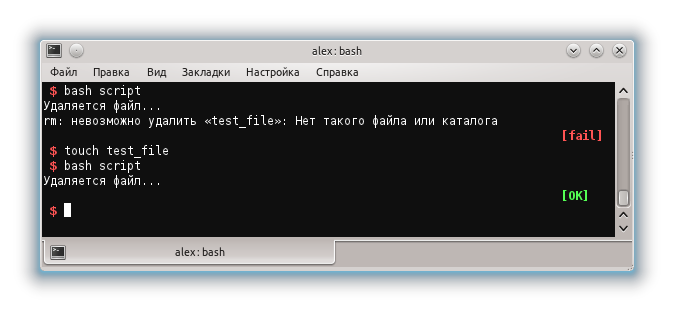 alex: bash
Файл Правка Вид Закладки Настройка Справка
$ bash script
Удаляется файл...
rm: невозможно удалить «test_file»: Нет такого файла или каталога
[fail]
$ touch test_file
$ bash script
Удаляется файл...
[OK]
$
alex: bash